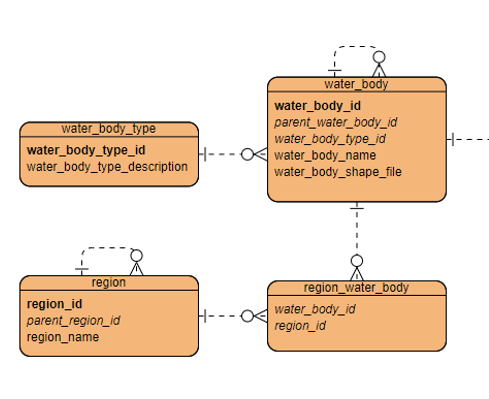 water_body
water_body_id
parent_water_body_id
water_body_type_id
water_body_name
water_body_shape_file
water_body_type
water_body_type_id
water_body_type_description
region
region_id
parent_region_id
region_name
region_water_body
water_body_id
region_id